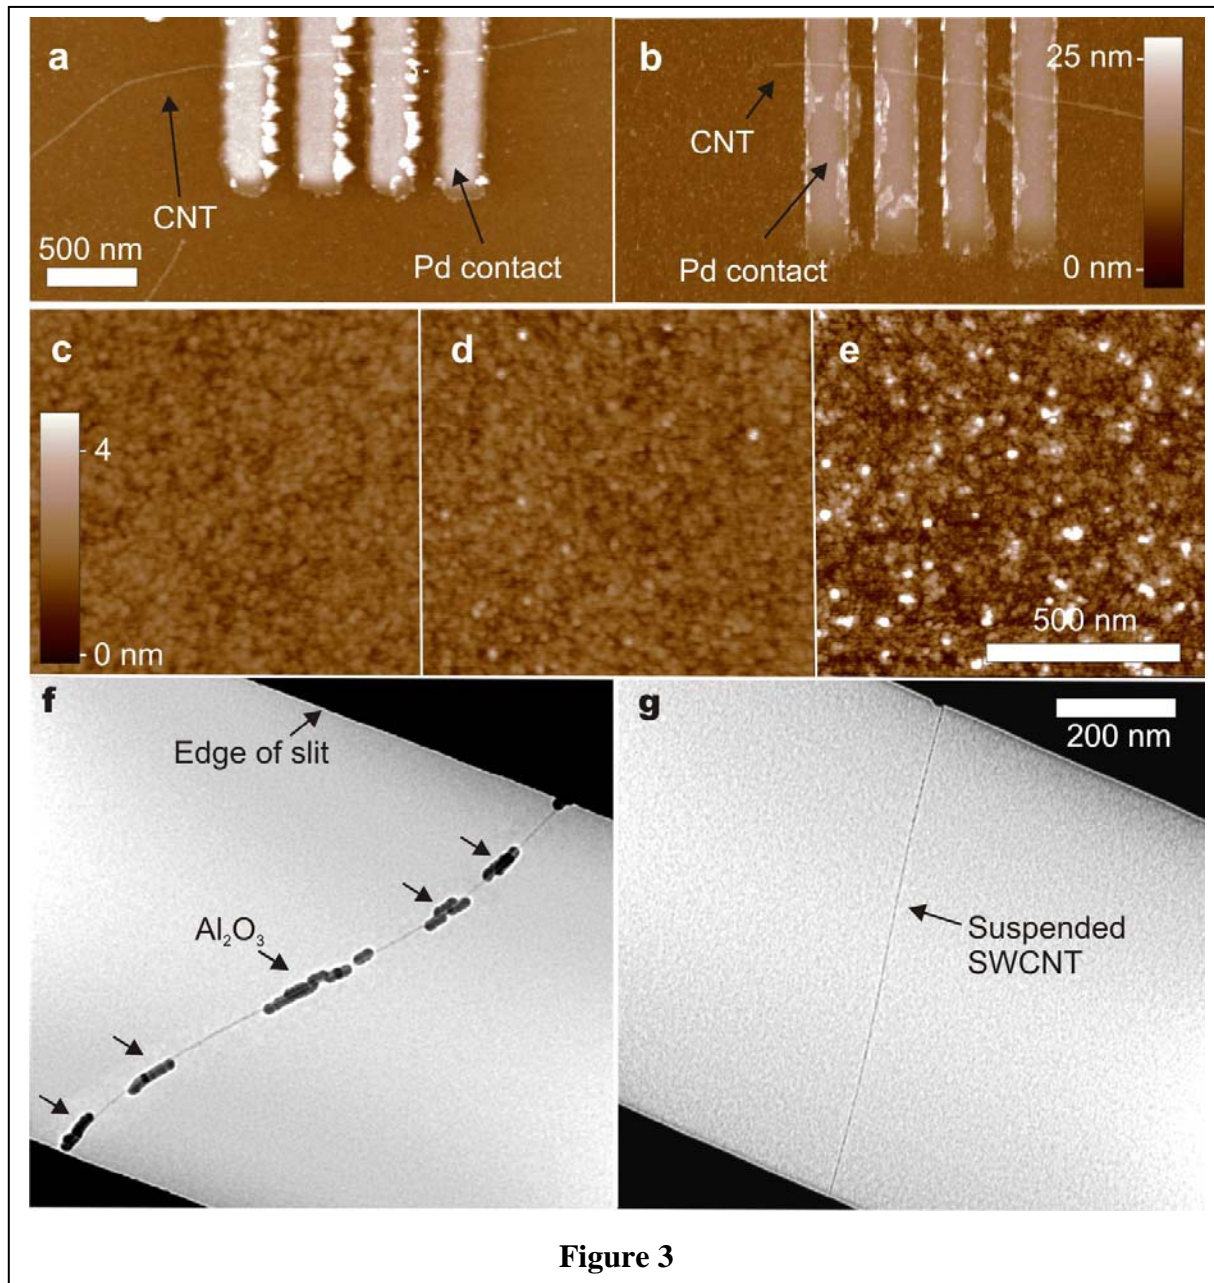 a
CNT
500 nm
Pd contact
b
25 nm
CNT
Pd contact
0 nm
c
4
0 nm
d
e
500 nm
f
Edge of slit
Al₂O₃
g
200 nm
Suspended
SWCNT
Figure 3